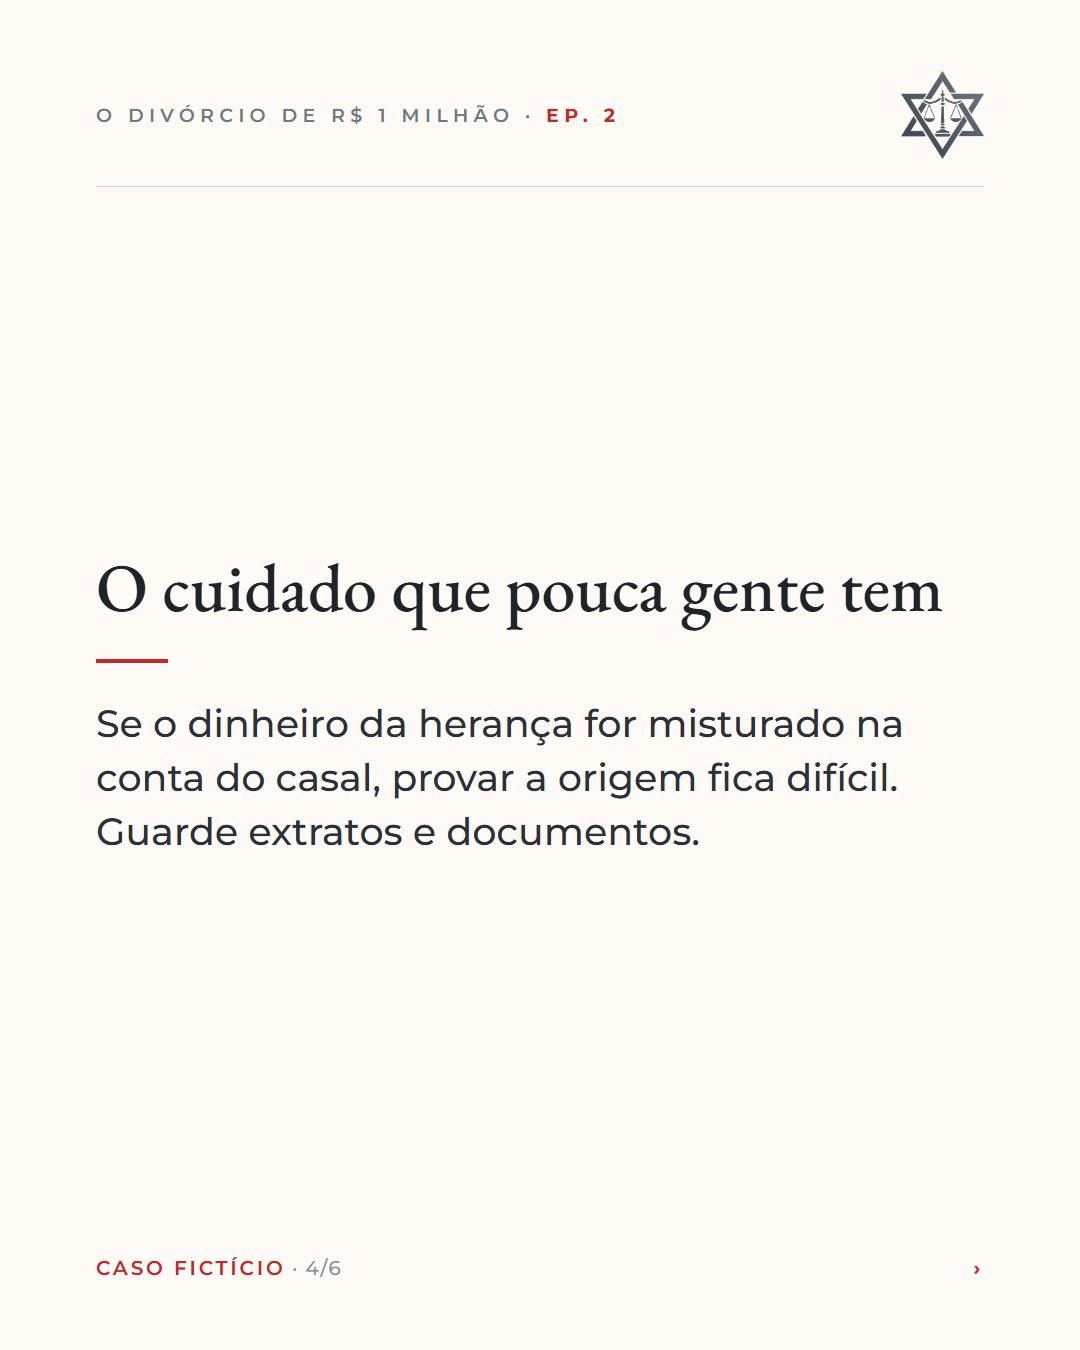 O DIVÓRCIO DE R$ 1 MILHÃO · EP. 2
O cuidado que pouca gente tem
Se o dinheiro da herança for misturado na
conta do casal, provar a origem fica difícil.
Guarde extratos e documentos.
CASO FICTÍCIO · 4/6 ›